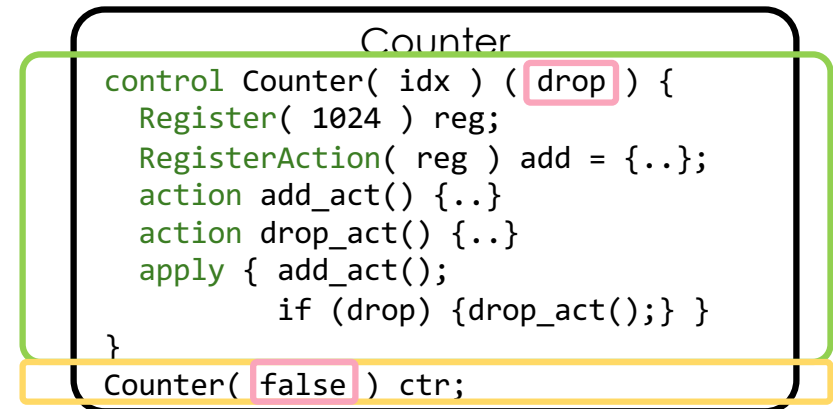 Counter
control Counter( idx ) ( drop ) {
  Register( 1024 ) reg;
  RegisterAction( reg ) add = {..};
  action add_act() {..}
  action drop_act() {..}
  apply { add_act();
          if (drop) {drop_act();} }
}
Counter( false ) ctr;